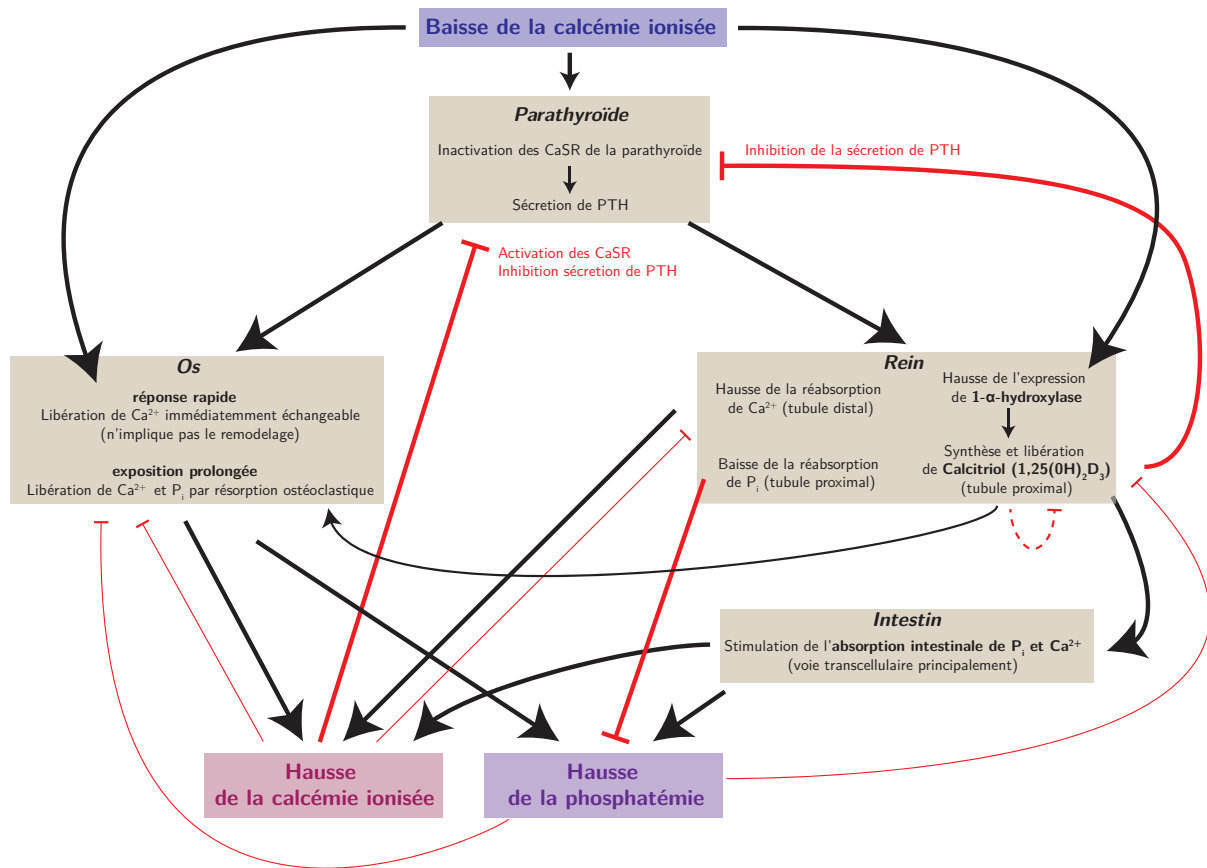 Baisse de la calcémie ionisée
Parathyroïde
Inactivation des CaSR de la parathyroïde
Sécretion de PTH
Inhibition de la sécretion de PTH
Activation des CaSR
Inhibition sécretion de PTH
Os
réponse rapide
Libération de Ca²⁺ immédiatemment échangeable
(n'implique pas le remodelage)
exposition prolongée
Libération de Ca²⁺ et Pᵢ par résorption ostéoclastique
Rein
Hausse de la réabsorption
de Ca²⁺ (tubule distal)
Baisse de la réabsorption
de Pᵢ (tubule proximal)
Hausse de l'expression
de 1-α-hydroxylase
Synthèse et libération
de Calcitriol (1,25(0H)₂D₃)
(tubule proximal)
Intestin
Stimulation de l'absorption intestinale de Pᵢ et Ca²⁺
(voie transcellulaire principalement)
Hausse
de la calcémie ionisée
Hausse
de la phosphatémie